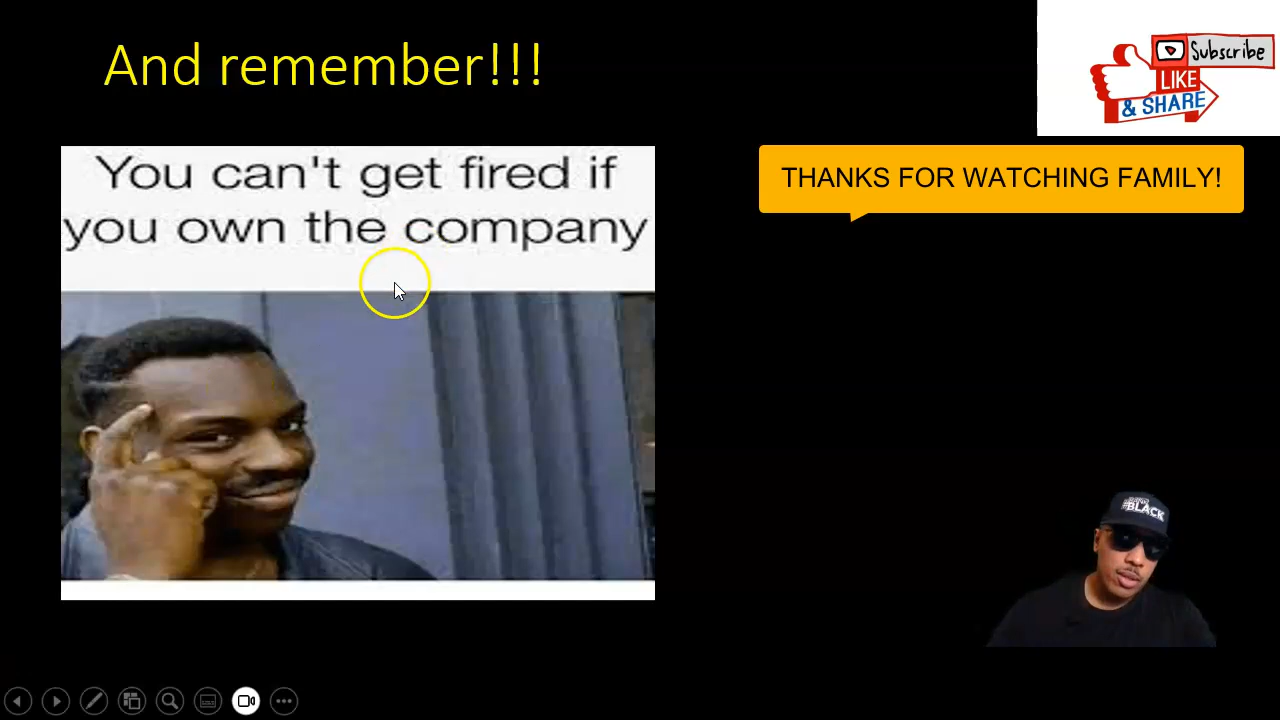 And remember!!!
You can't get fired if
you own the company
Subscribe
LIKE
& SHARE
THANKS FOR WATCHING FAMILY!
#BLACK